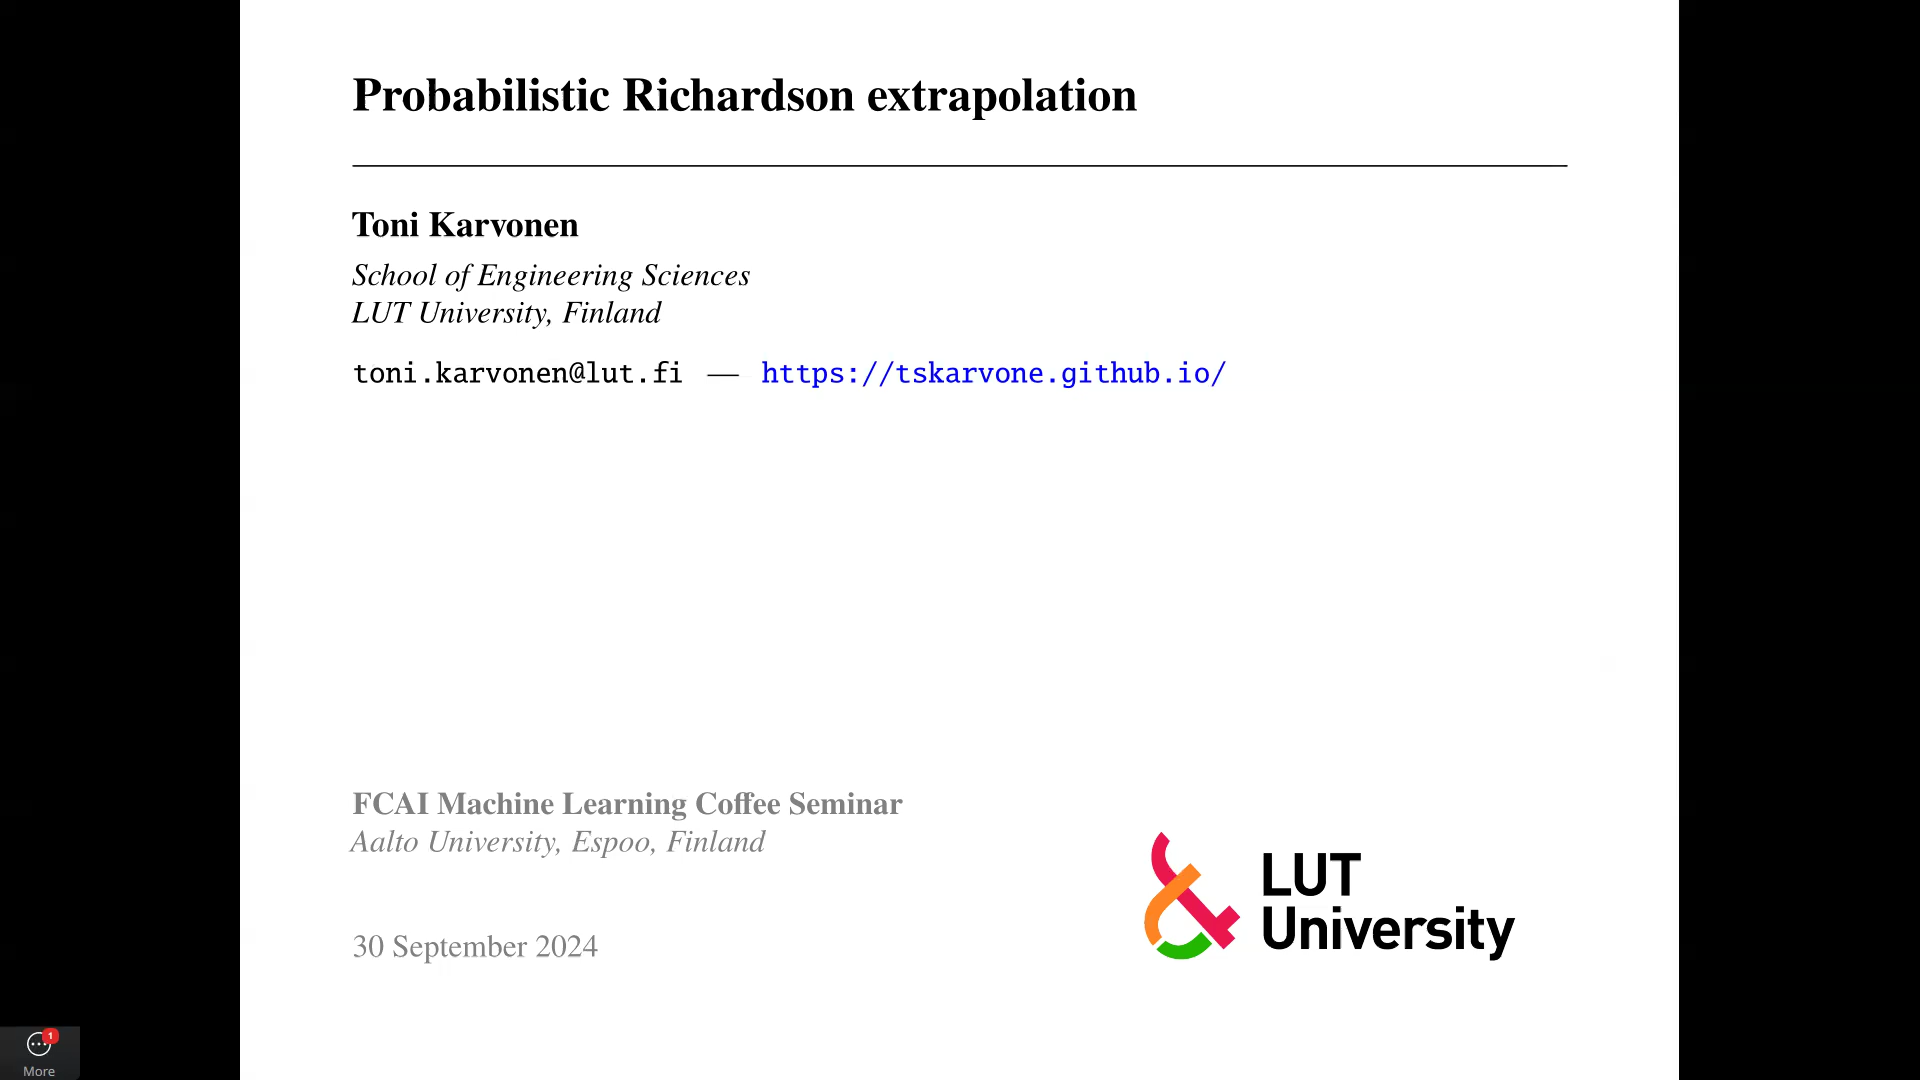 Probabilistic Richardson extrapolation
Toni Karvonen
School of Engineering Sciences
LUT University, Finland
toni.karvonen@lut.fi — https://tskarvone.github.io/
FCAI Machine Learning Coffee Seminar
Aalto University, Espoo, Finland
30 September 2024
LUT
University
1
More